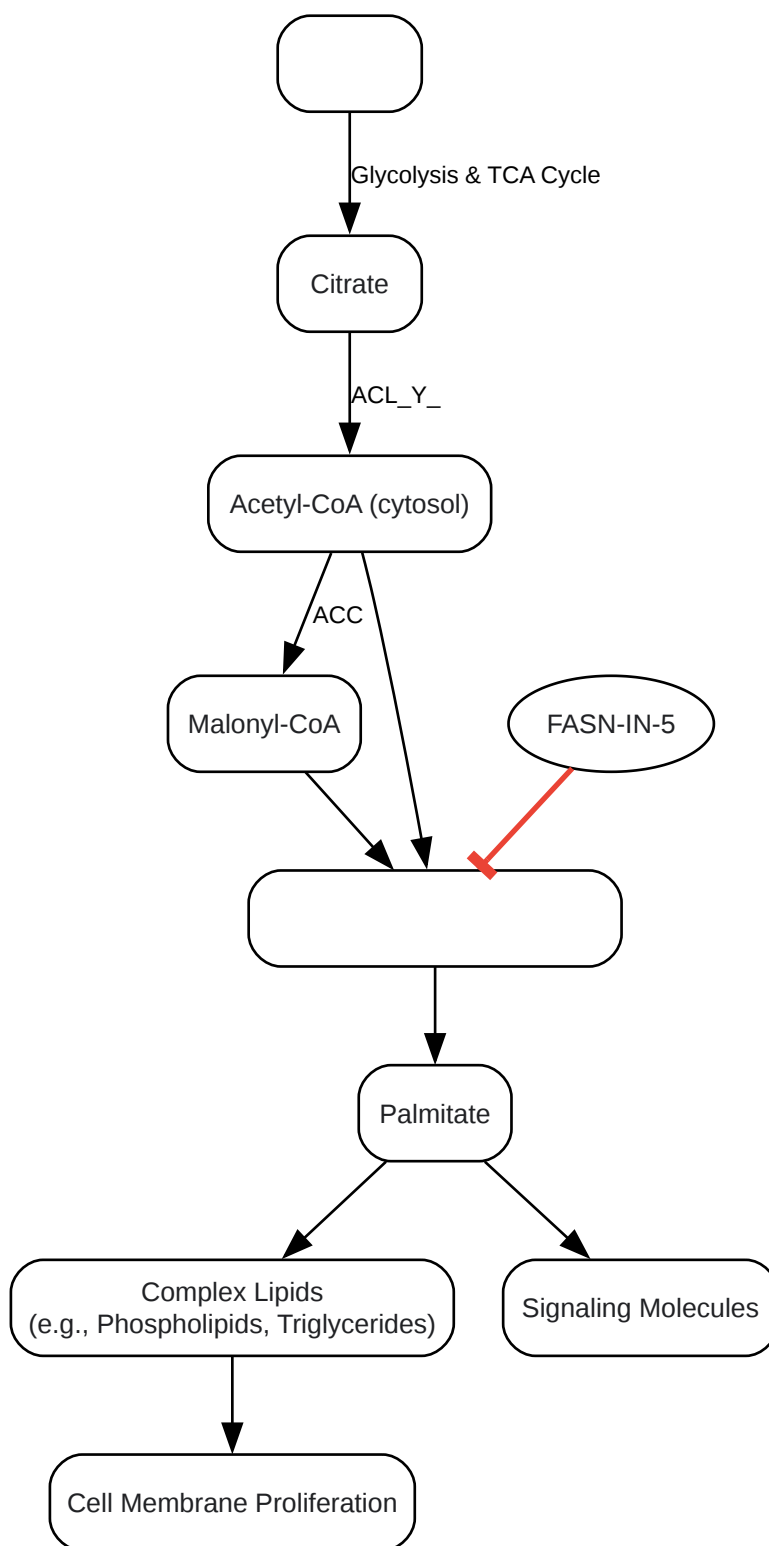 Glycolysis & TCA Cycle
Citrate
ACL_Y_
Acetyl-CoA (cytosol)
ACC
Malonyl-CoA
FASN-IN-5
Palmitate
Complex Lipids
(e.g., Phospholipids, Triglycerides)
Signaling Molecules
Cell Membrane Proliferation